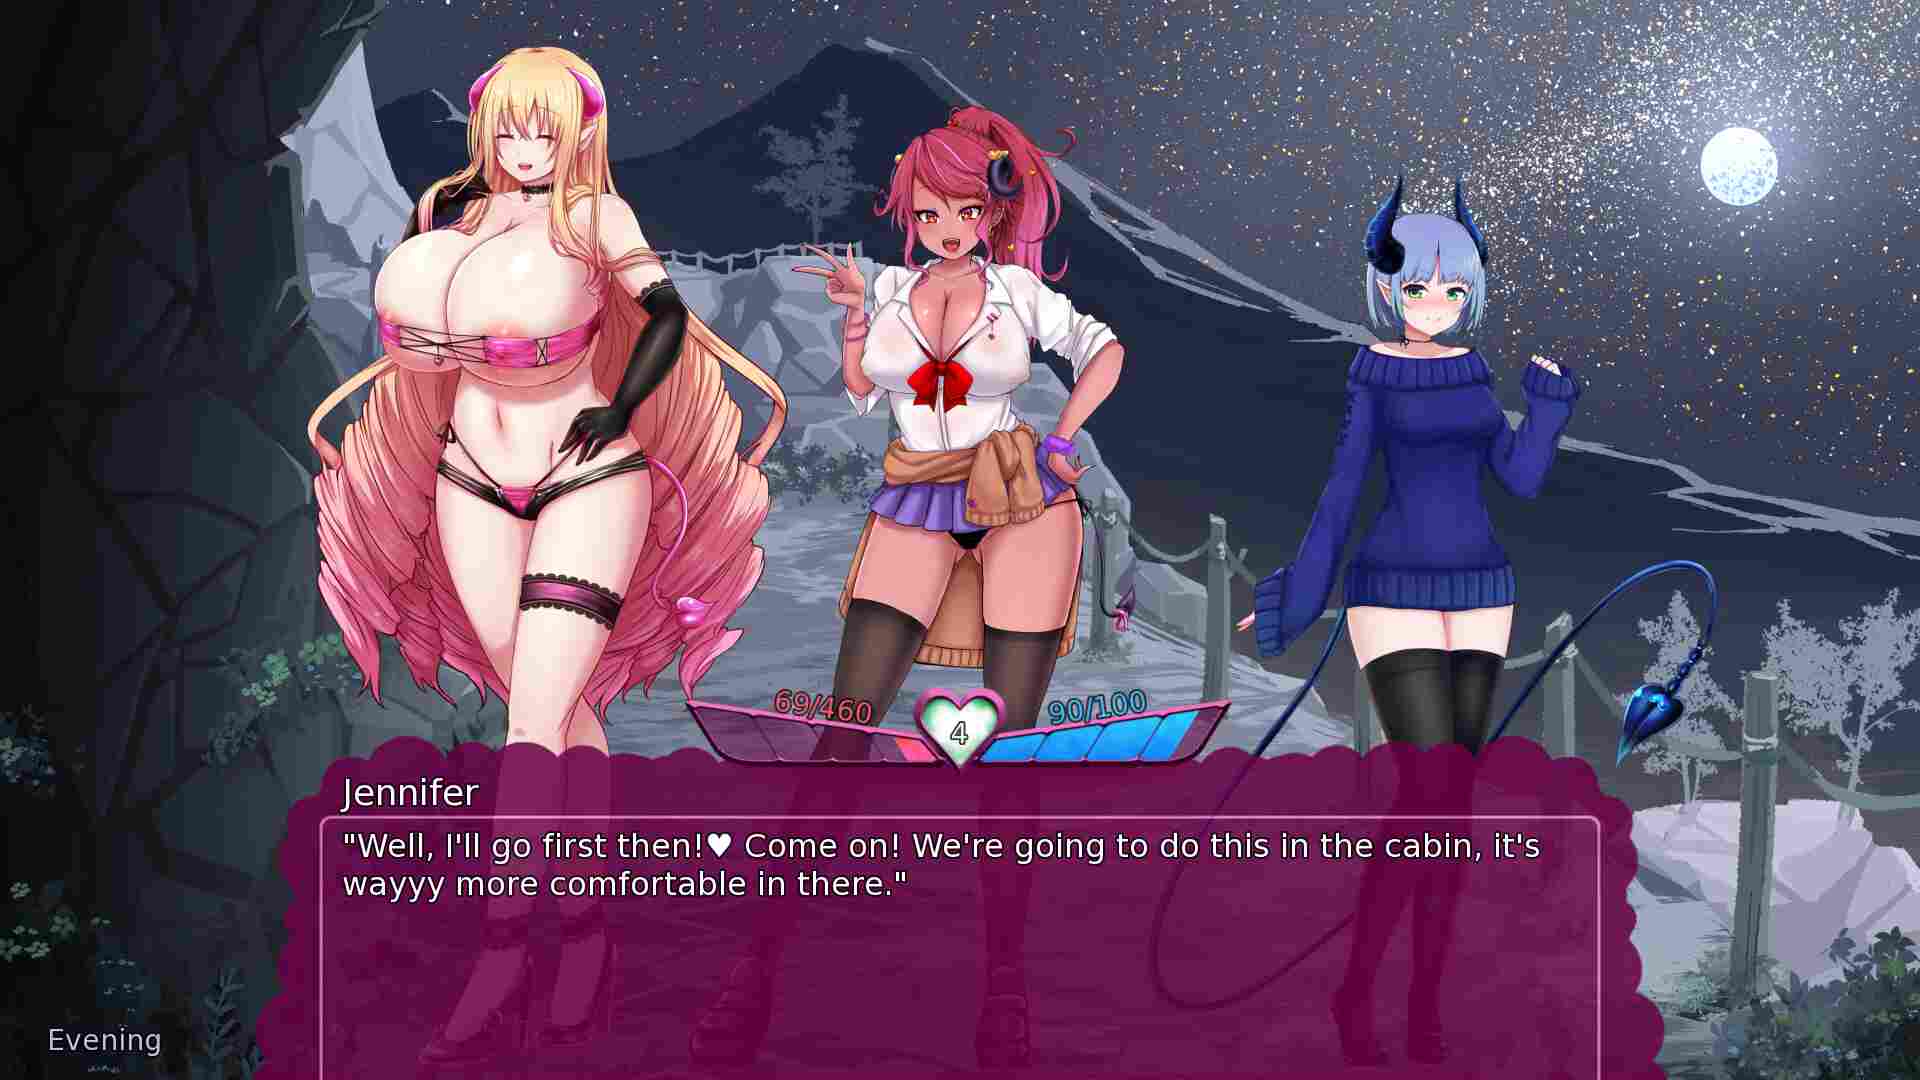 69/460
4
90/100
Jennifer
"Well, I'll go first then!♥ Come on! We're going to do this in the cabin, it's
wayyy more comfortable in there."
Evening